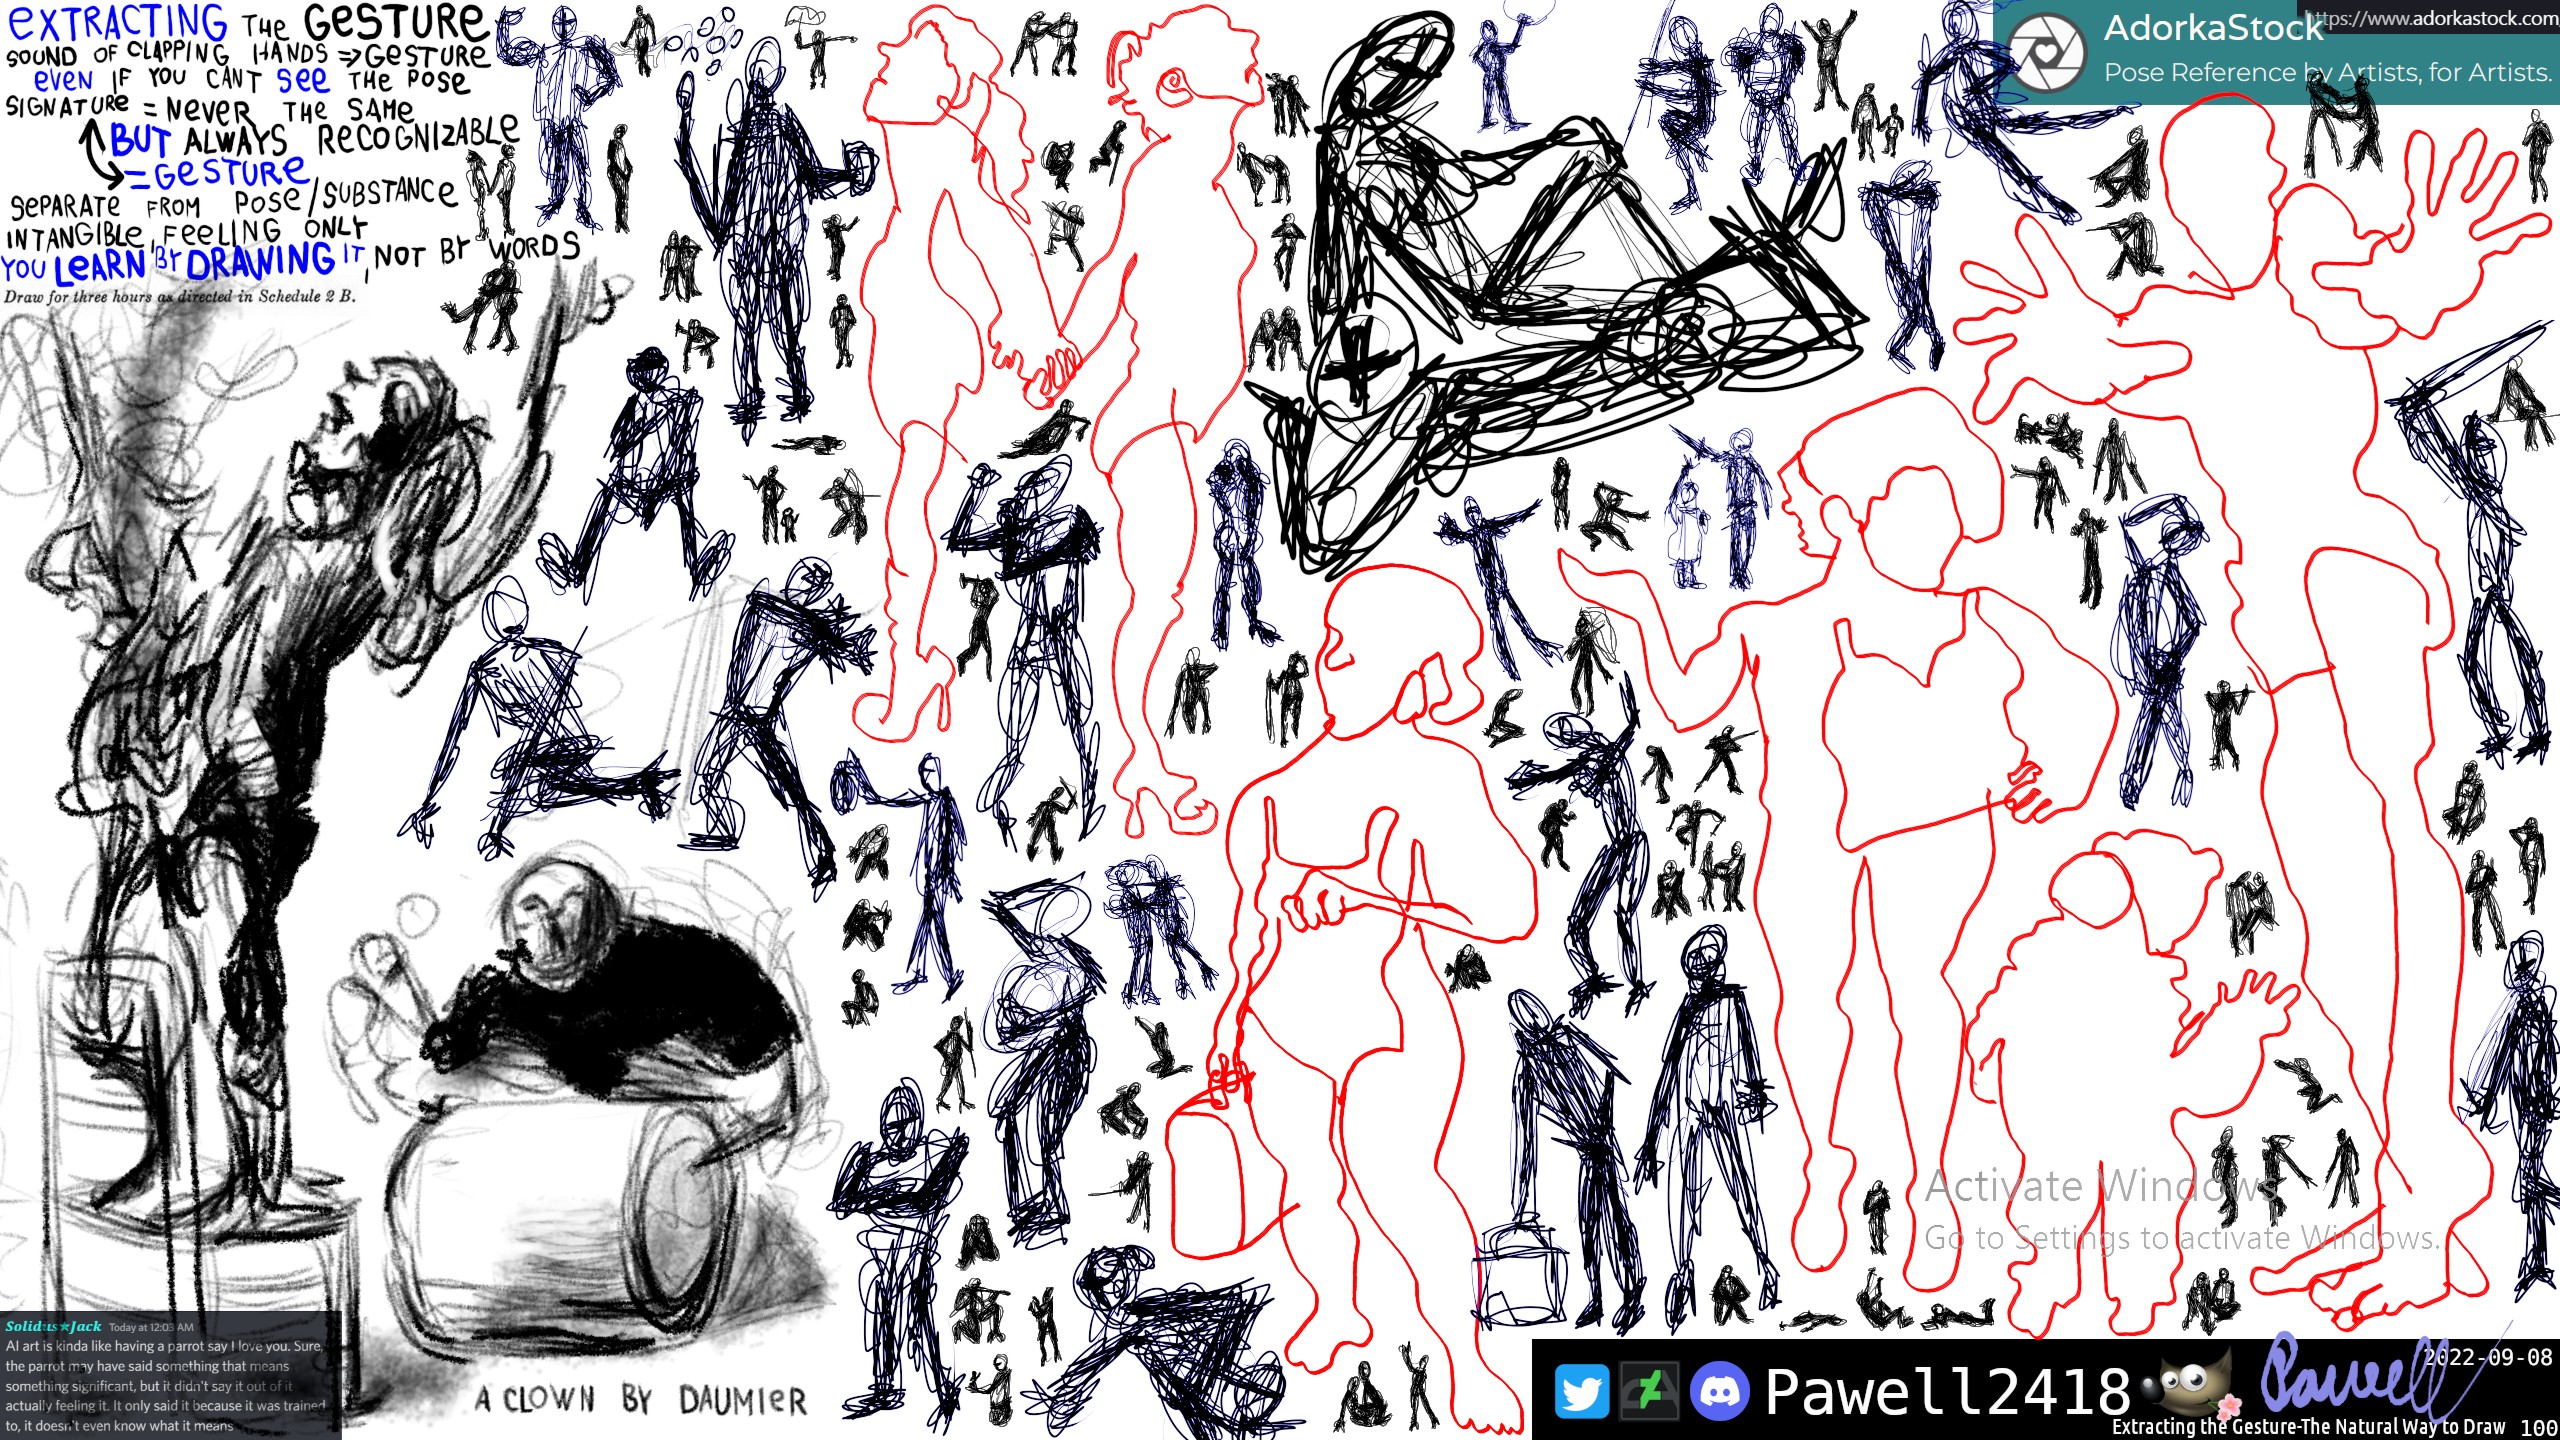 EXTRACTING THE GESTURE
SOUND OF CLAPPING HANDS ⇒ GESTURE
EVEN IF YOU CANT SEE THE POSE
SIGNATURE = NEVER THE SAME
BUT ALWAYS RECOGNIZABLE
= GESTURE
SEPARATE FROM POSE/SUBSTANCE
INTANGIBLE, FEELING ONLY
YOU LEARN BY DRAWING IT, NOT BY WORDS
Draw for three hours as directed in Schedule 2 B.
https://www.adorkastock.com
AdorkaStock
Pose Reference by Artists, for Artists.
Activate Windows
Go to Settings to activate Windows.
Solidus★Jack Today at 12:03 AM
AI art is kinda like having a parrot say I love you. Sure,
the parrot may have said something that means
something significant, but it didn't say it out of it
actually feeling it. It only said it because it was trained
to, it doesn't even know what it means
A CLOWN BY DAUMIER
Pawell2418
Pawell
2022-09-08
Extracting the Gesture-The Natural Way to Draw 100